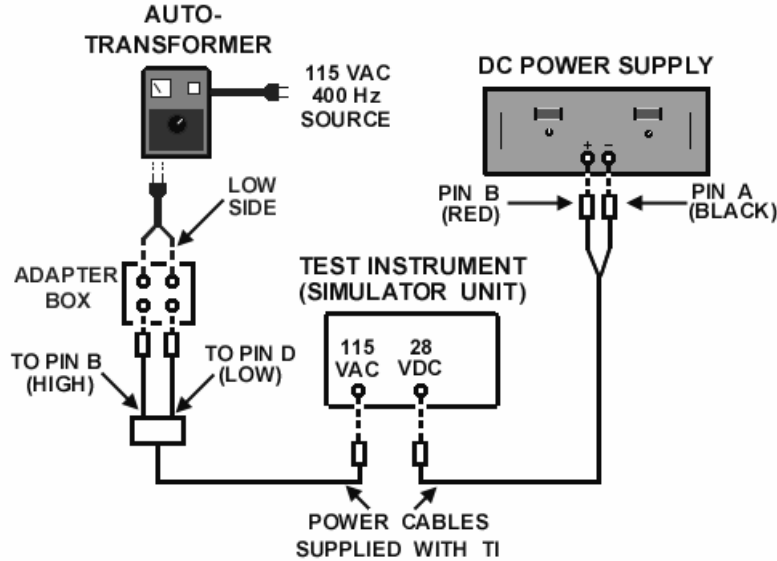 AUTO-
TRANSFORMER
115 VAC
400 Hz
SOURCE
DC POWER SUPPLY
+ −
LOW
SIDE
PIN B
(RED)
PIN A
(BLACK)
ADAPTER
BOX
TEST INSTRUMENT
(SIMULATOR UNIT)
115
VAC
28
VDC
TO PIN B
(HIGH)
TO PIN D
(LOW)
POWER CABLES
SUPPLIED WITH TI